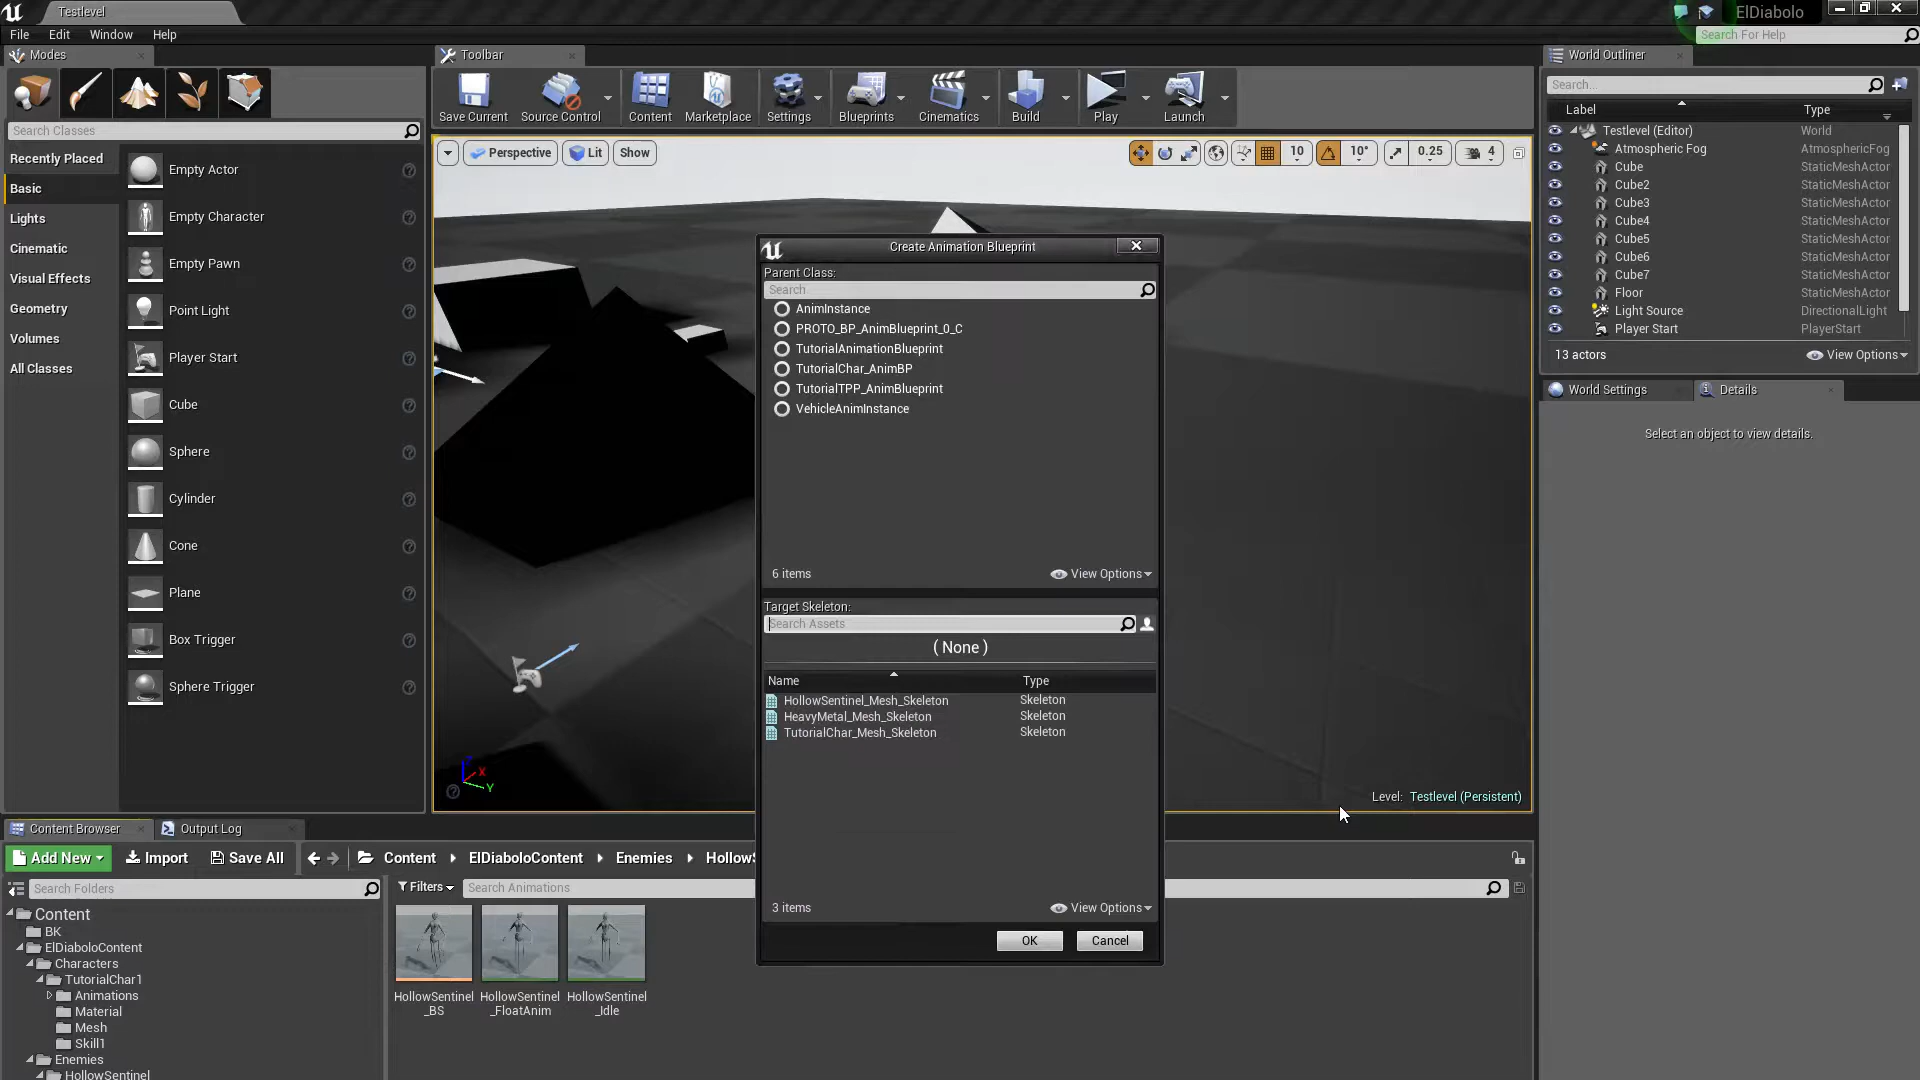 Testlevel
ElDiabolo
File Edit Window Help
Search For Help
Modes
Search Classes
Recently Placed
Basic
Lights
Cinematic
Visual Effects
Geometry
Volumes
All Classes
Empty Actor
Empty Character
Empty Pawn
Point Light
Player Start
Cube
Sphere
Cylinder
Cone
Plane
Box Trigger
Sphere Trigger
Toolbar
Save Current Source Control Content Marketplace Settings Blueprints Cinematics Build Play Launch
Perspective Lit Show
10 10° 0.25 4
X
Y
Level: Testlevel (Persistent)
Create Animation Blueprint
Parent Class:
Search
AnimInstance
PROTO_BP_AnimBlueprint_0_C
TutorialAnimationBlueprint
TutorialChar_AnimBP
TutorialTPP_AnimBlueprint
VehicleAnimInstance
6 items View Options
Target Skeleton:
Search Assets
( None )
Name Type
HollowSentinel_Mesh_Skeleton Skeleton
HeavyMetal_Mesh_Skeleton Skeleton
TutorialChar_Mesh_Skeleton Skeleton
3 items View Options
OK Cancel
World Outliner
Search...
Label Type
Testlevel (Editor) World
Atmospheric Fog AtmosphericFog
Cube StaticMeshActor
Cube2 StaticMeshActor
Cube3 StaticMeshActor
Cube4 StaticMeshActor
Cube5 StaticMeshActor
Cube6 StaticMeshActor
Cube7 StaticMeshActor
Floor StaticMeshActor
Light Source DirectionalLight
Player Start PlayerStart
13 actors View Options
World Settings Details
Select an object to view details.
Content Browser Output Log
Add New Import Save All Content ElDiaboloContent Enemies HollowS
Search Folders
Filters Search Animations
Content
BK
ElDiaboloContent
Characters
TutorialChar1
Animations
Material
Mesh
Skill1
Enemies
HollowSentinel
HollowSentinel
_BS
HollowSentinel
_FloatAnim
HollowSentinel
_Idle